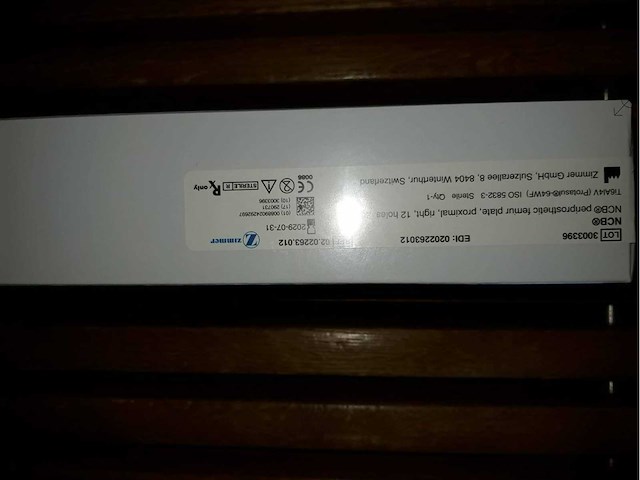 LOT 3003396 EDI: 0202263012 REF 02.02263.012 zimmer
NCB®
NCB® periprosthetic femur plate, proximal, right, 12 holes
Ti6Al4V (Protasul®-64WF) ISO 5832-3 Sterile Qty-1
2029-07-31
(17) 290731
(10) 3003396
Zimmer GmbH, Sulzerallee 8, 8404 Winterthur, Switzerland
CE
0086
STERILE R
Rx only